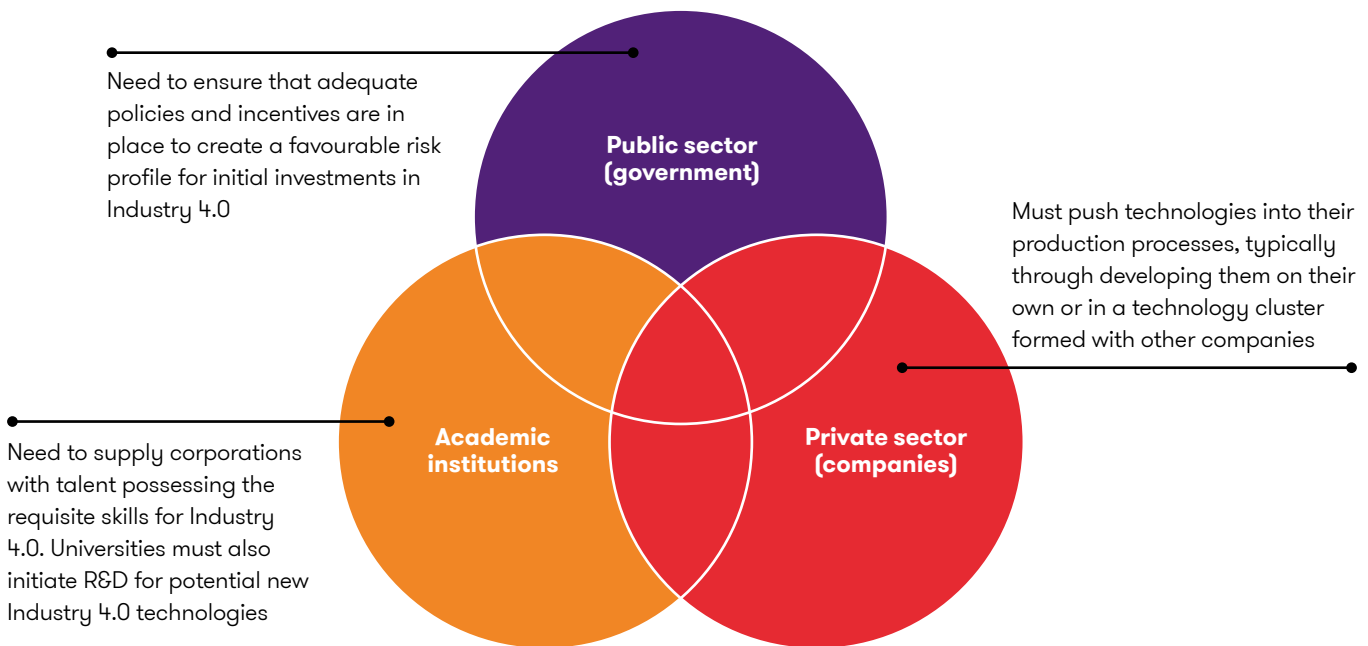 Need to ensure that adequate
policies and incentives are in
place to create a favourable risk
profile for initial investments in
Industry 4.0
Public sector
(government)
Must push technologies into their
production processes, typically
through developing them on their
own or in a technology cluster
formed with other companies
Academic
institutions
Private sector
(companies)
Need to supply corporations
with talent possessing the
requisite skills for Industry
4.0. Universities must also
initiate R&D for potential new
Industry 4.0 technologies